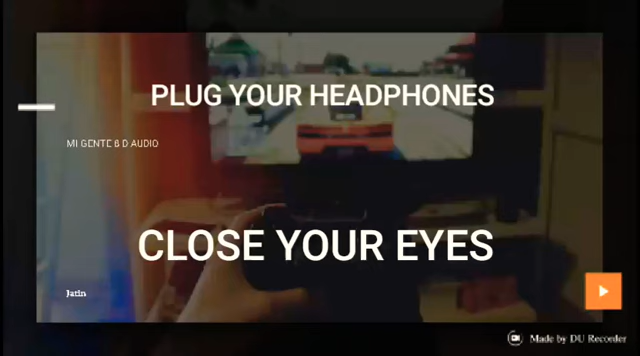 PLUG YOUR HEADPHONES
MI GENTE 8 D AUDIO
CLOSE YOUR EYES
Jatin
Made by DU Recorder